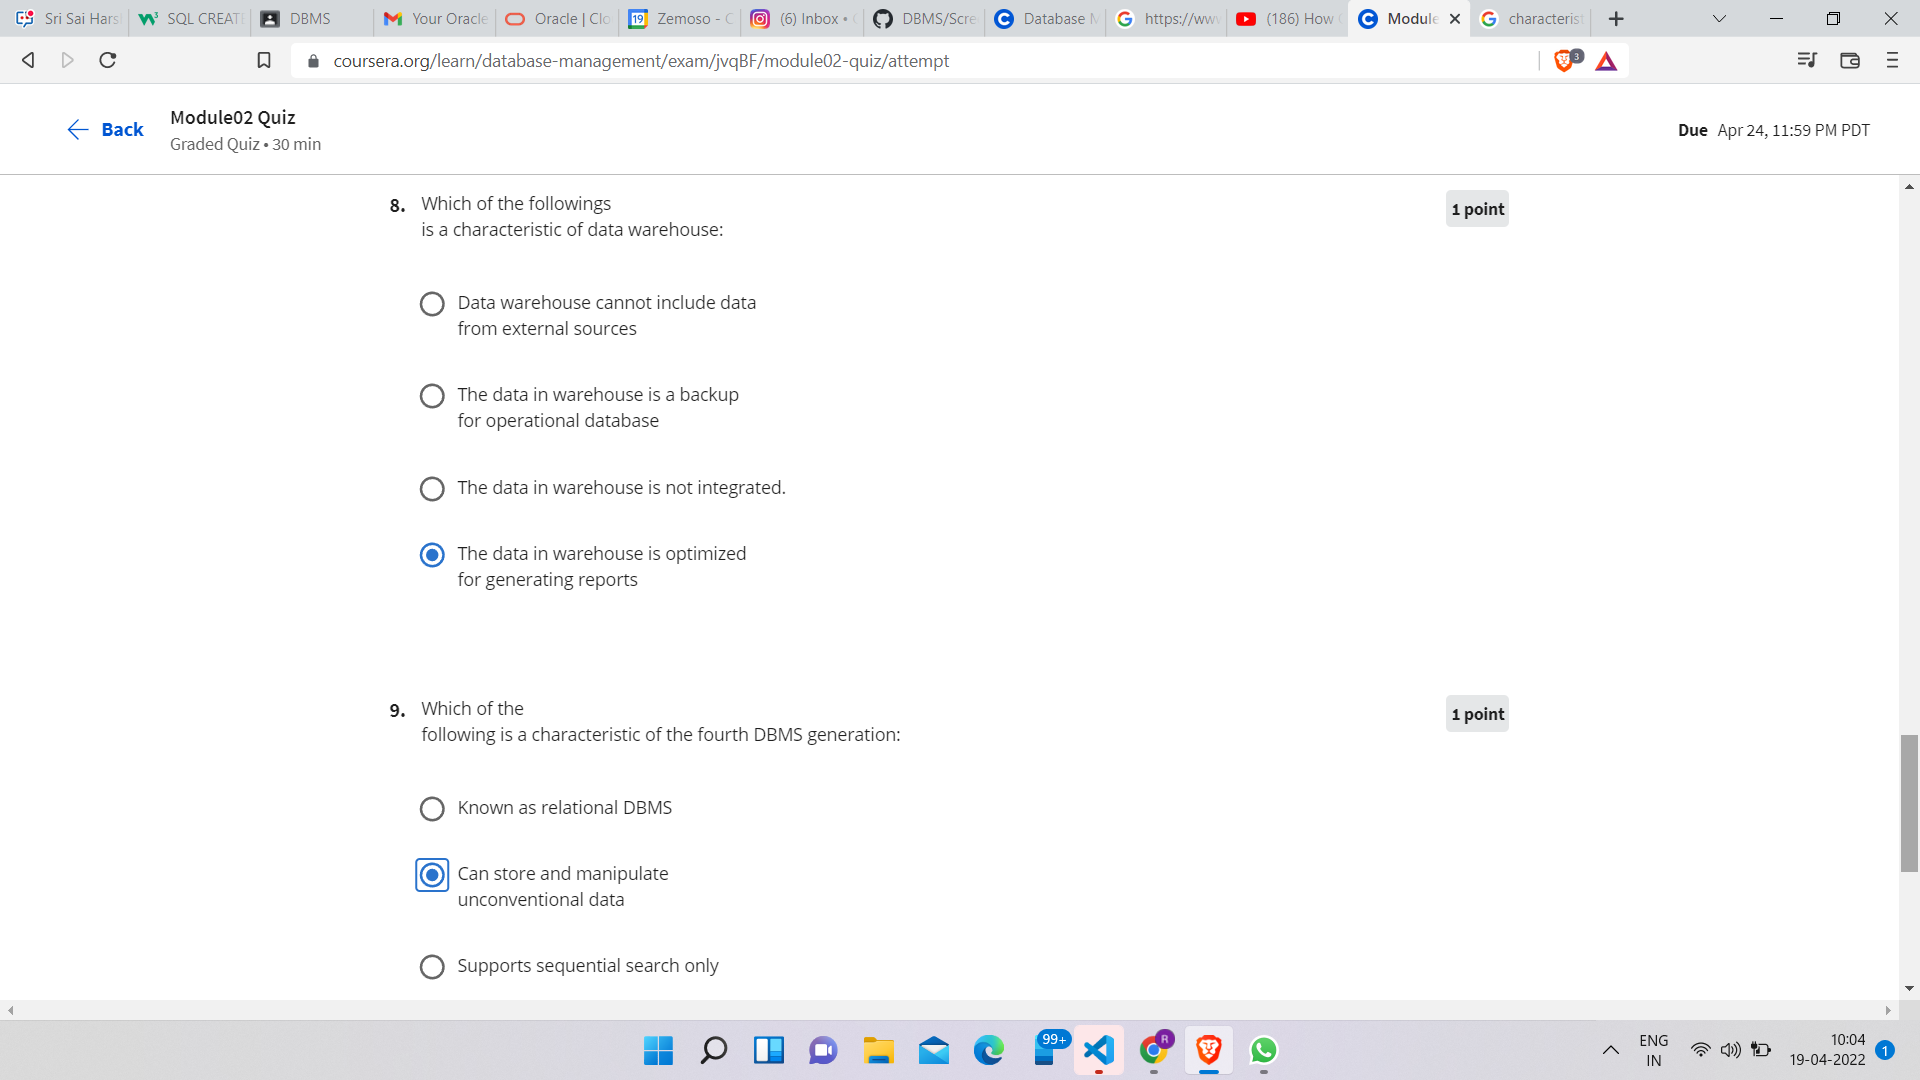 Sri Sai Hars
SQL CREATE
DBMS
Your Oracle
Oracle | Clo
Zemoso - C
(6) Inbox •
DBMS/Scre
Database M
https://www
(186) How
Module
characterist
coursera.org/learn/database-management/exam/jvqBF/module02-quiz/attempt
3
Back
Module02 Quiz
Graded Quiz • 30 min
Due Apr 24, 11:59 PM PDT
8. Which of the followings
is a characteristic of data warehouse:
1 point
Data warehouse cannot include data
from external sources
The data in warehouse is a backup
for operational database
The data in warehouse is not integrated.
The data in warehouse is optimized
for generating reports
9. Which of the
following is a characteristic of the fourth DBMS generation:
1 point
Known as relational DBMS
Can store and manipulate
unconventional data
Supports sequential search only
99+
R
ENG
IN
10:04
19-04-2022
1